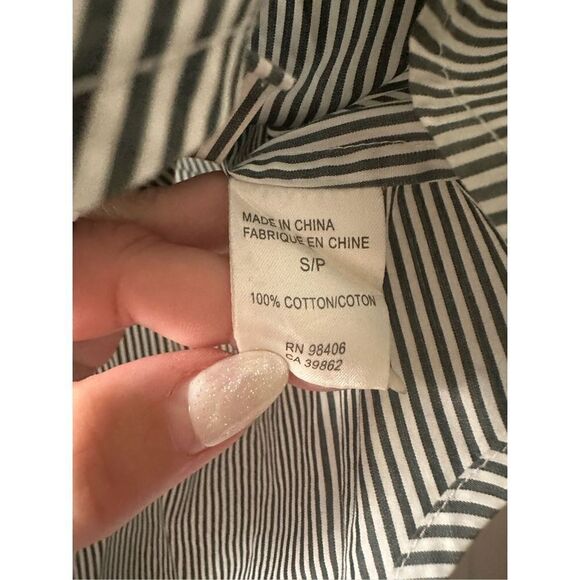 MADE IN CHINA
FABRIQUE EN CHINE
S/P
100% COTTON/COTON
RN 98406
CA 39862